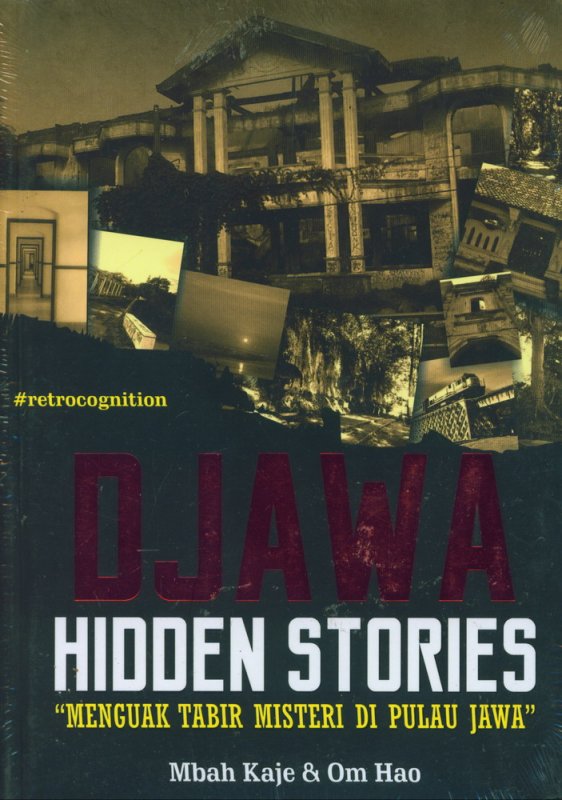 #retrocognition
DJAWA
HIDDEN STORIES
“MENGUAK TABIR MISTERI DI PULAU JAWA”
Mbah Kaje & Om Hao